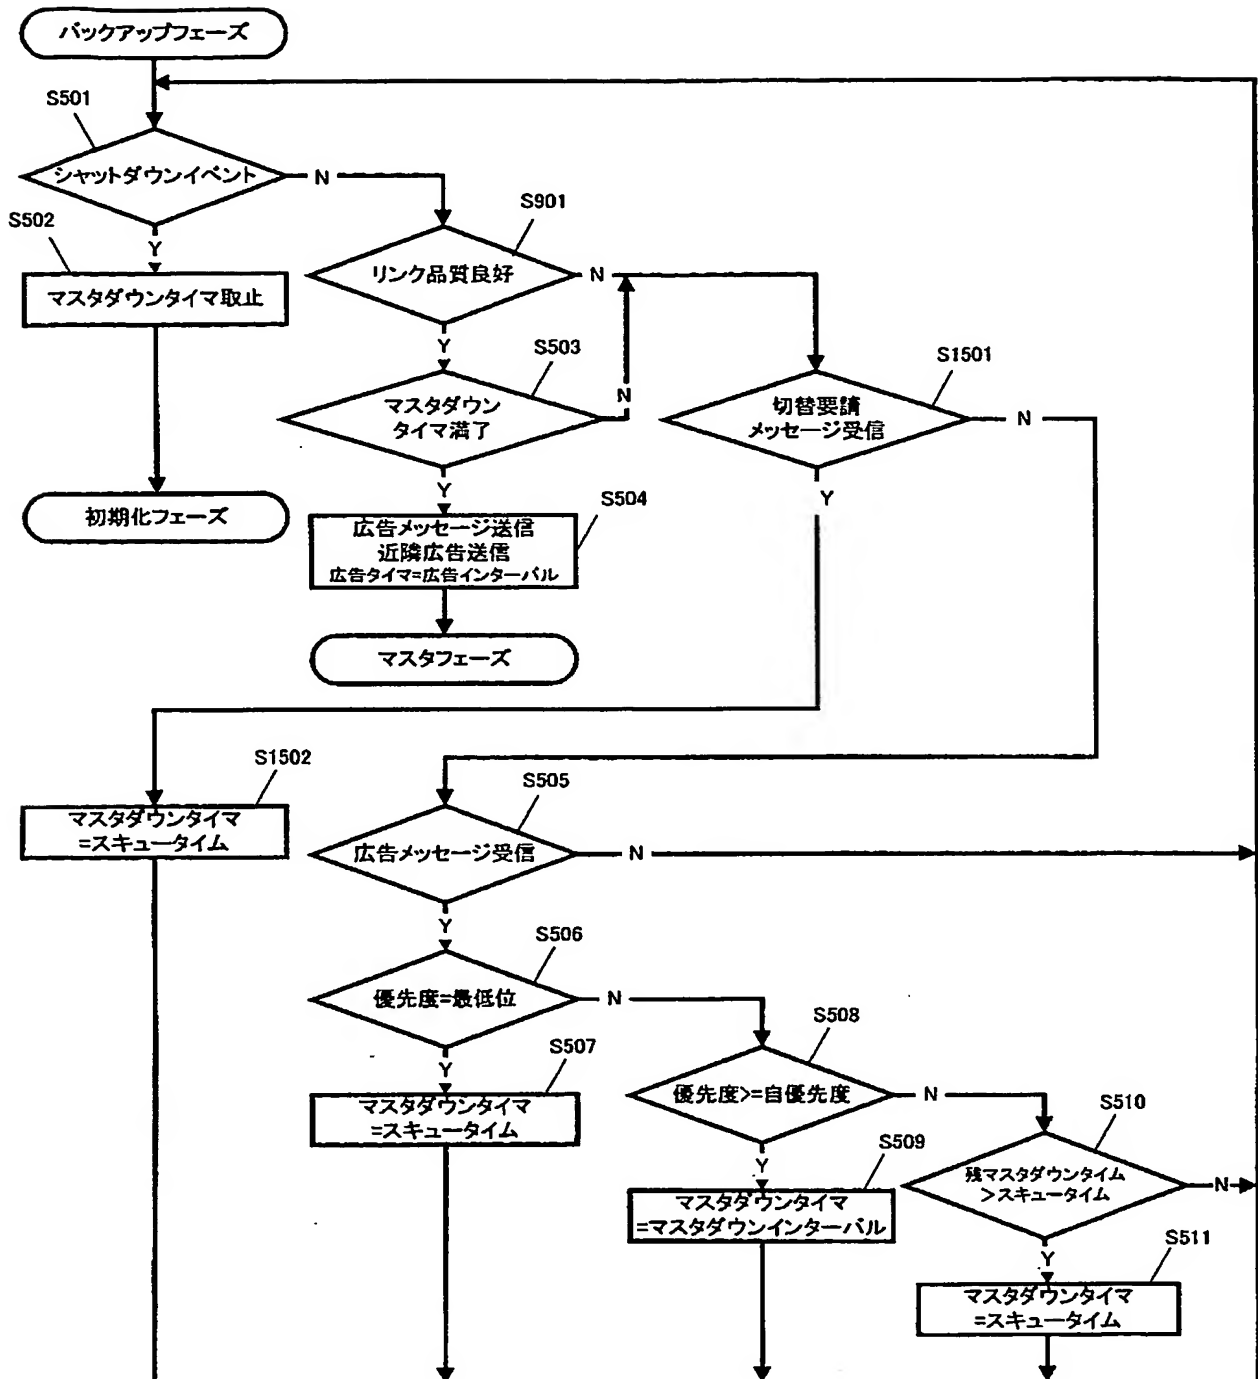 バックアップフェーズ
S501
シャットダウンイベント
N
S502
Y
マスタダウンタイマ取止
初期化フェーズ
S901
リンク品質良好
N
Y
S503
マスタダウン
タイマ満了
N
Y
S504
広告メッセージ送信
近隣広告送信
広告タイマ=広告インターバル
マスタフェーズ
S1501
切替要請
メッセージ受信
N
Y
S1502
マスタダウンタイマ
=スキュータイム
S505
広告メッセージ受信
N
Y
S506
優先度=最低位
N
Y
S507
マスタダウンタイマ
=スキュータイム
S508
優先度>=自優先度
N
Y
S509
マスタダウンタイマ
=マスタダウンインターバル
S510
残マスタダウンタイム
>スキュータイム
N
Y
S511
マスタダウンタイマ
=スキュータイム